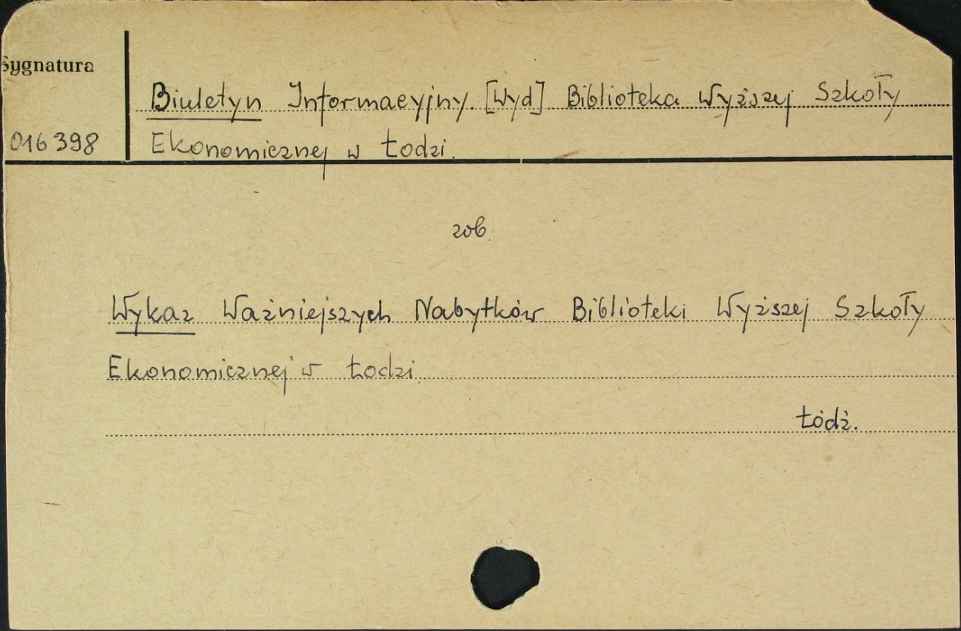 Sygnatura
Biuletyn Informacyjny. [Wyd] Biblioteka Wyższej Szkoły
016398
Ekonomicznej w Łodzi.
zob.
Wykaz Ważniejszych Nabytków Biblioteki Wyższej Szkoły
Ekonomicznej w Łodzi
Łódź.